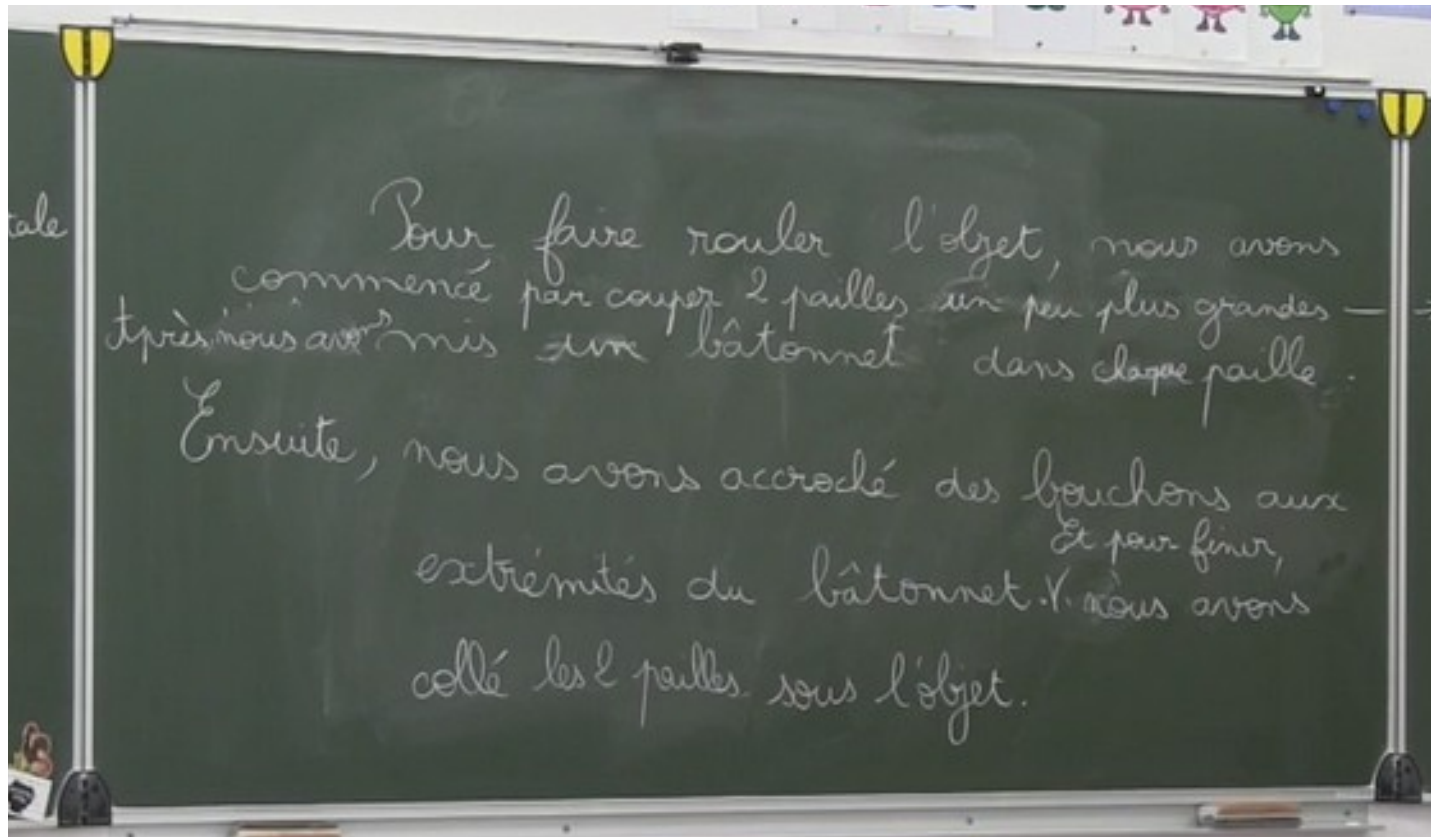 tale
Pour faire rouler l'objet, nous avons
commencé par couper 2 pailles un peu plus grandes →
Après, nous avons mis un bâtonnet dans chaque paille.
Ensuite, nous avons accroché des bouchons aux
extrémités du bâtonnet. Et pour finir, nous avons
collé les 2 pailles sous l'objet.